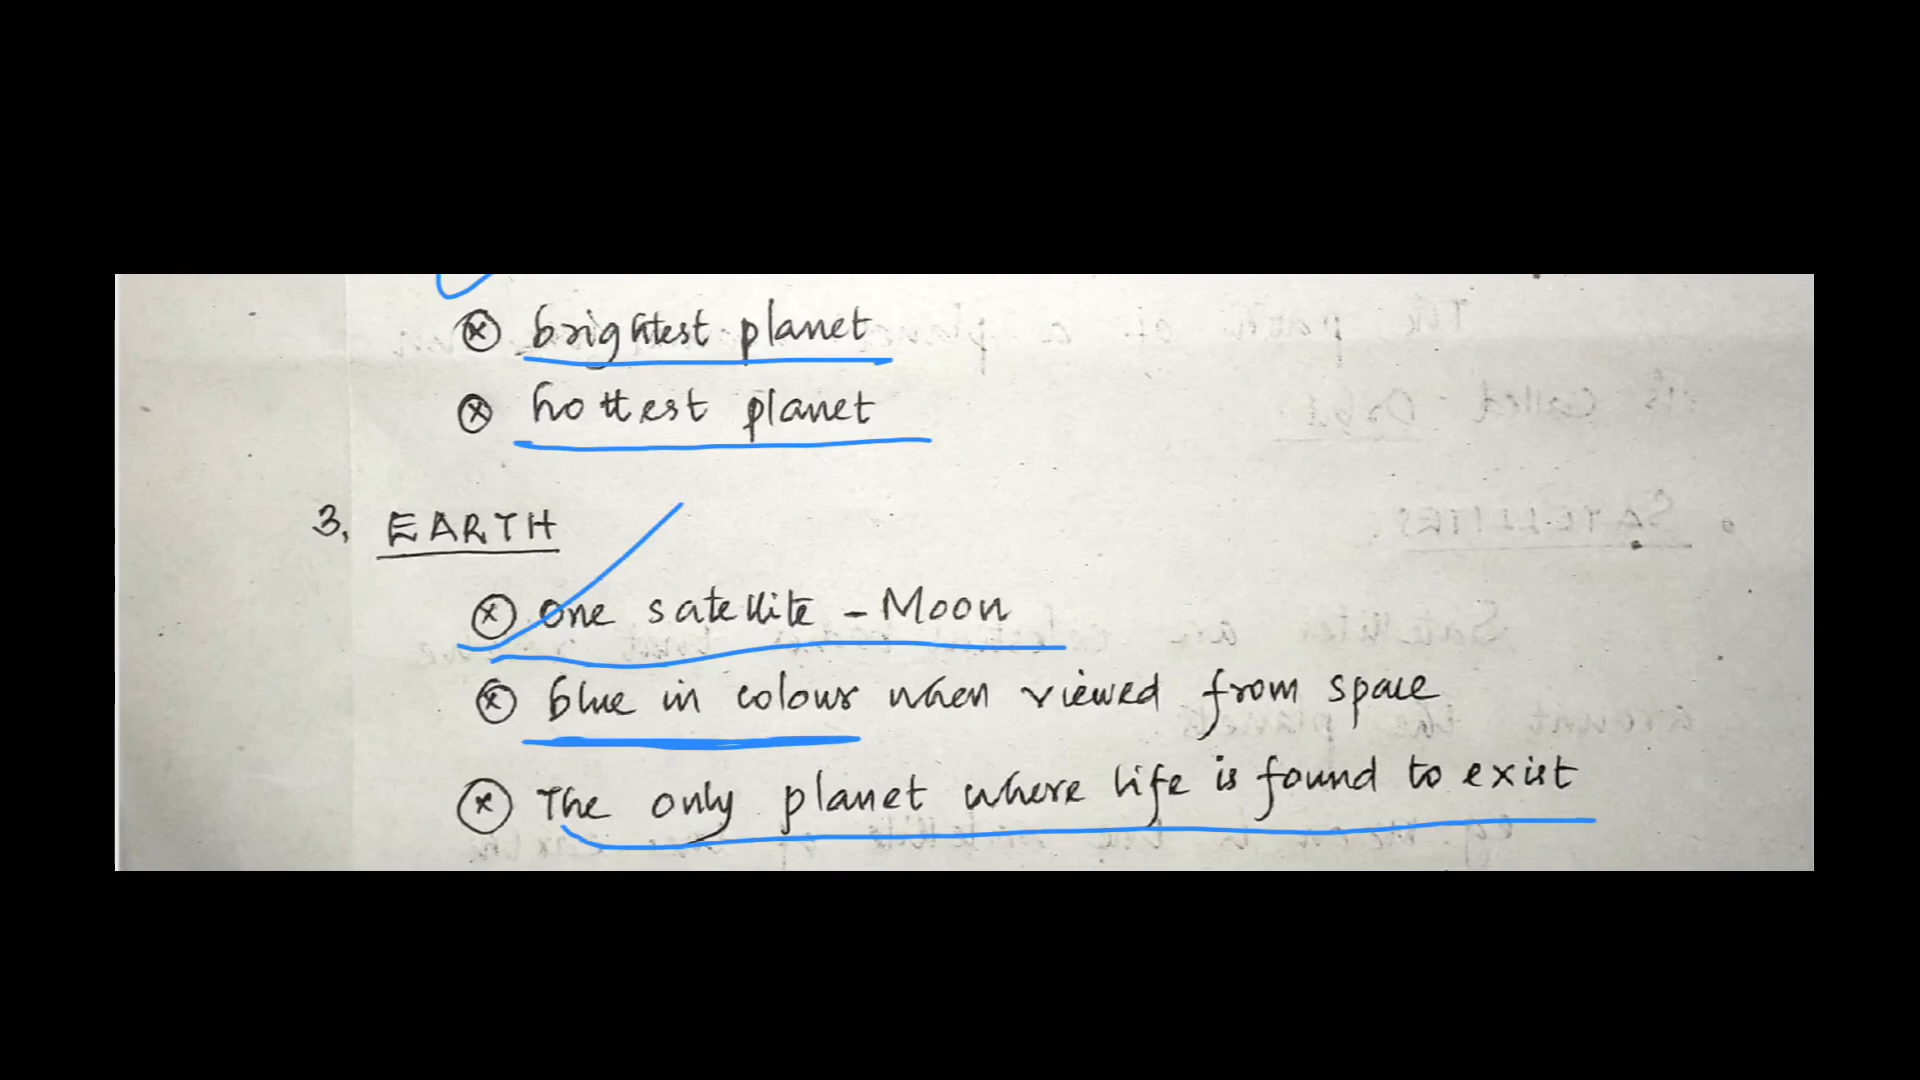 brightest planet
hottest planet
3. EARTH
One satellite - Moon
blue in colour when viewed from space
The only planet where life is found to exist